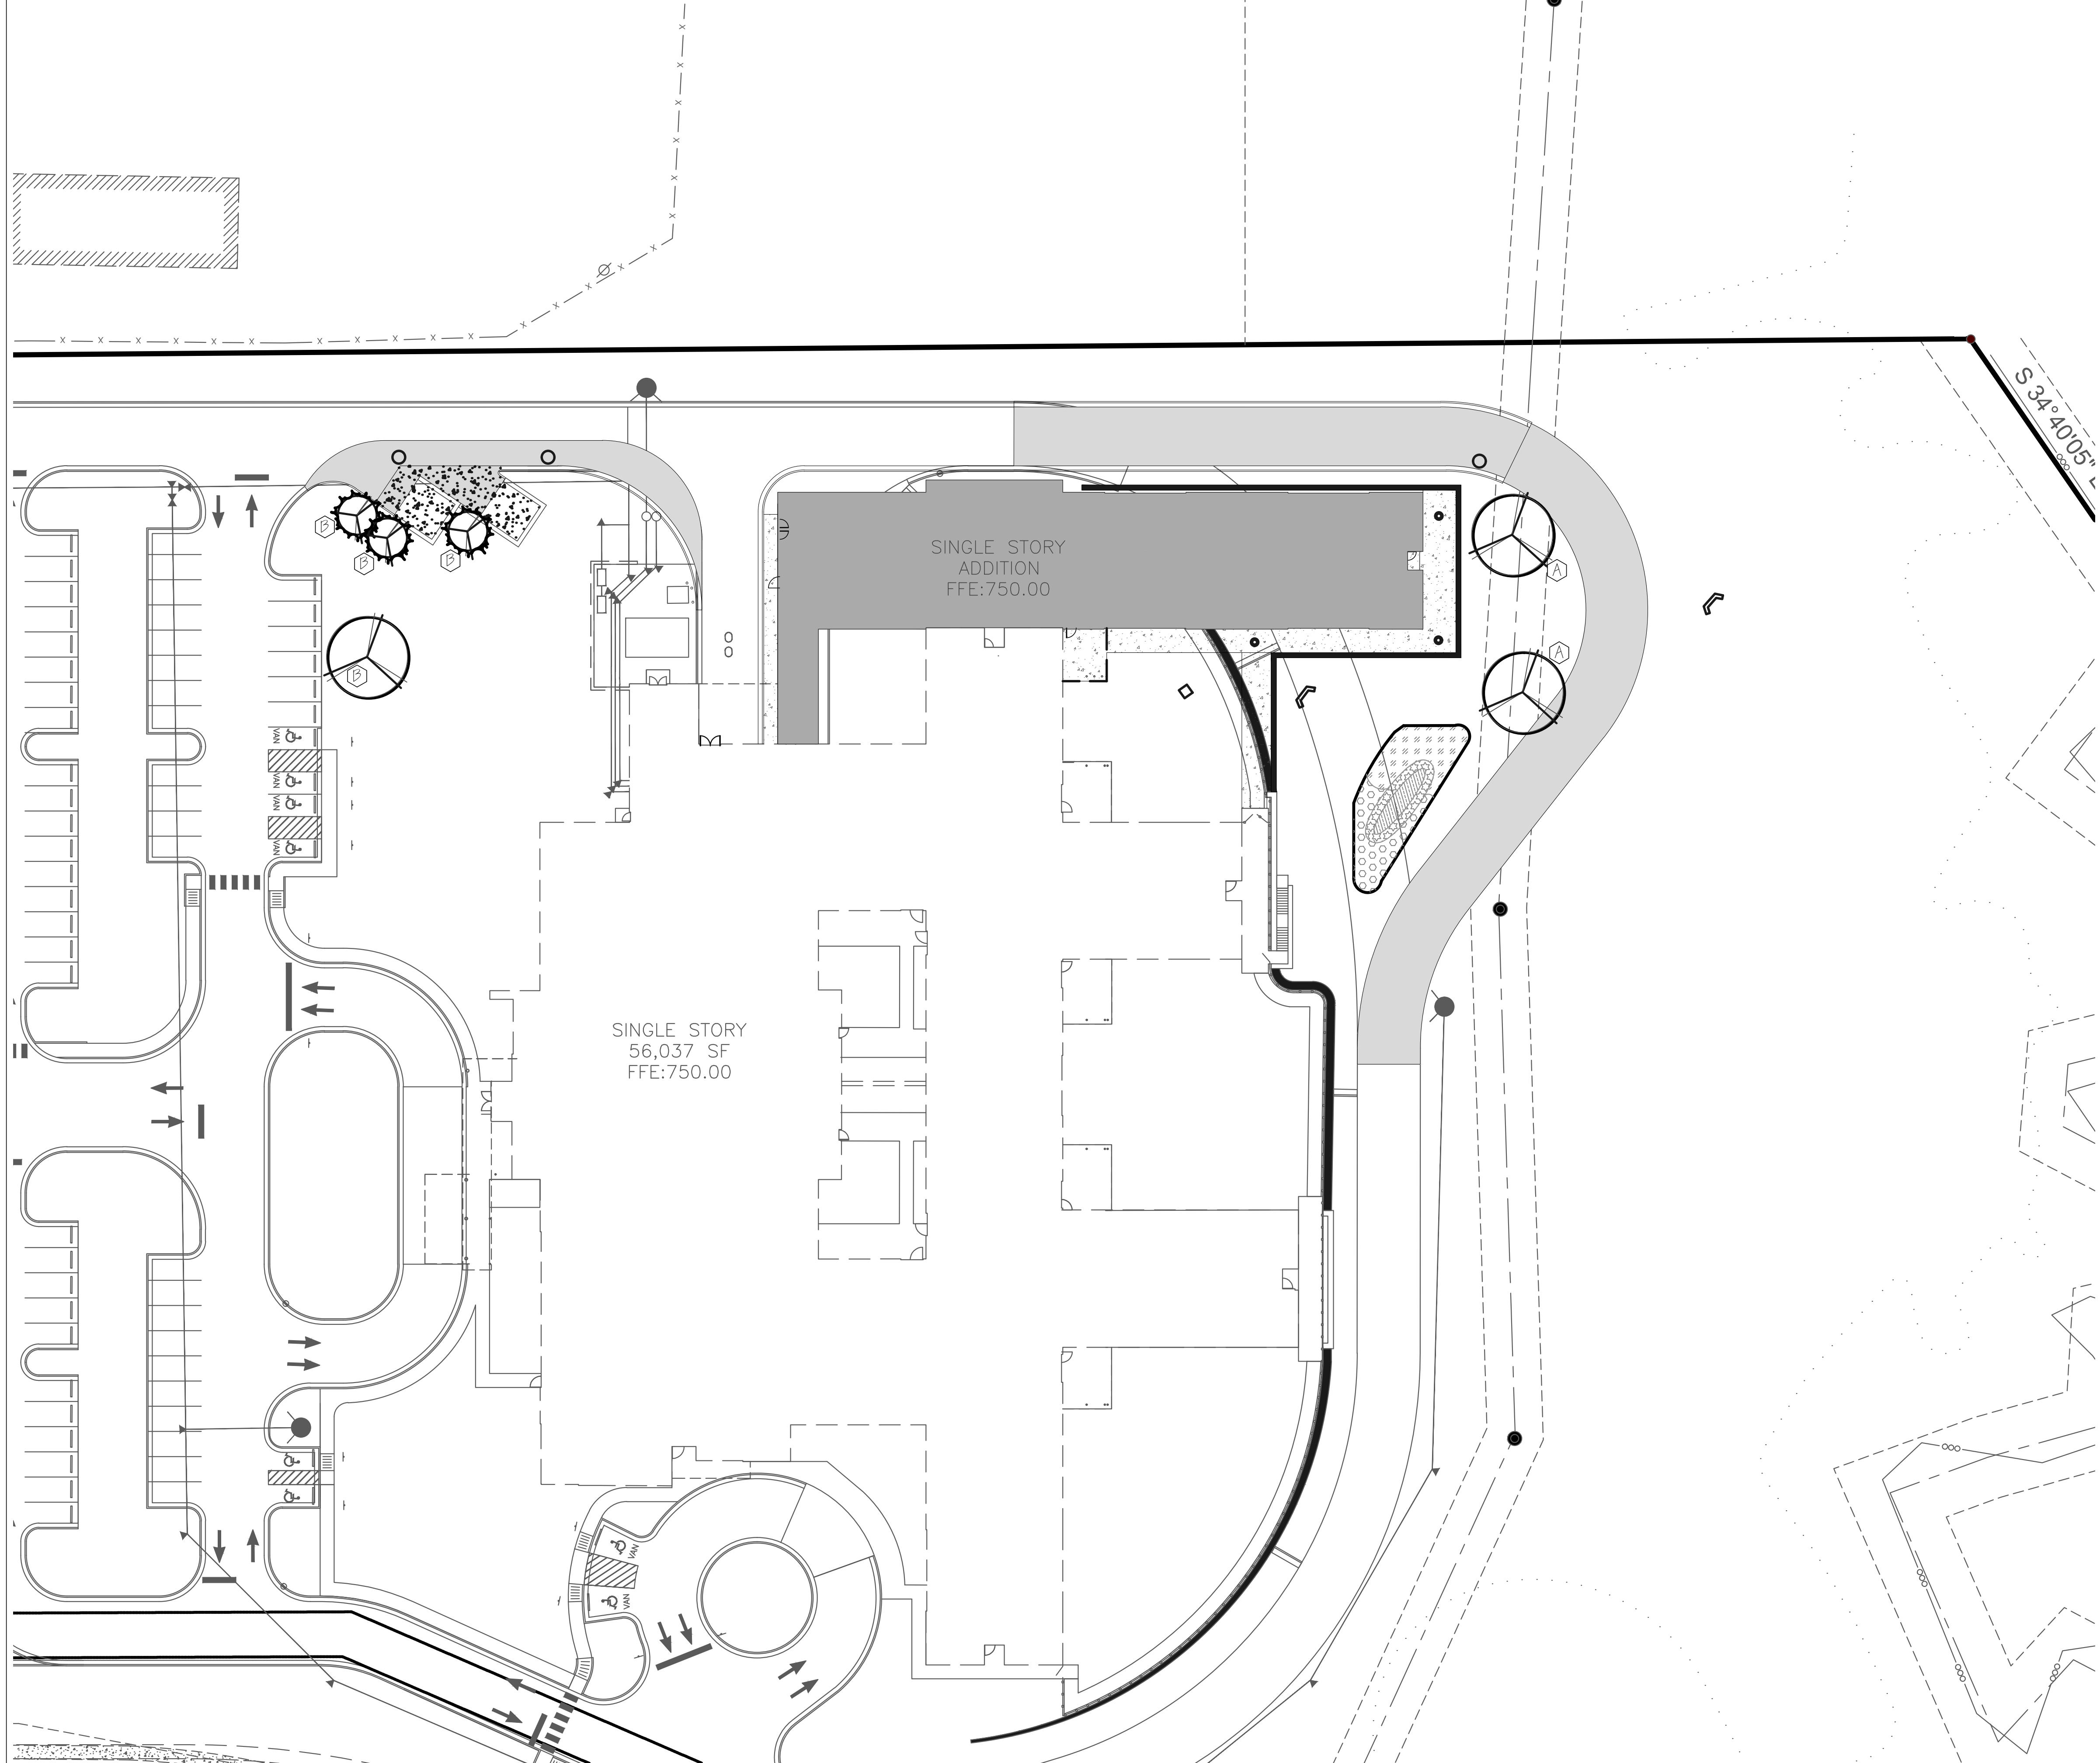 S 34°40'05" E
B
B
B
SINGLE STORY
ADDITION
FFE:750.00
A
A
B
VAN
VAN
VAN
VAN
SINGLE STORY
56,037 SF
FFE:750.00
VAN
VAN